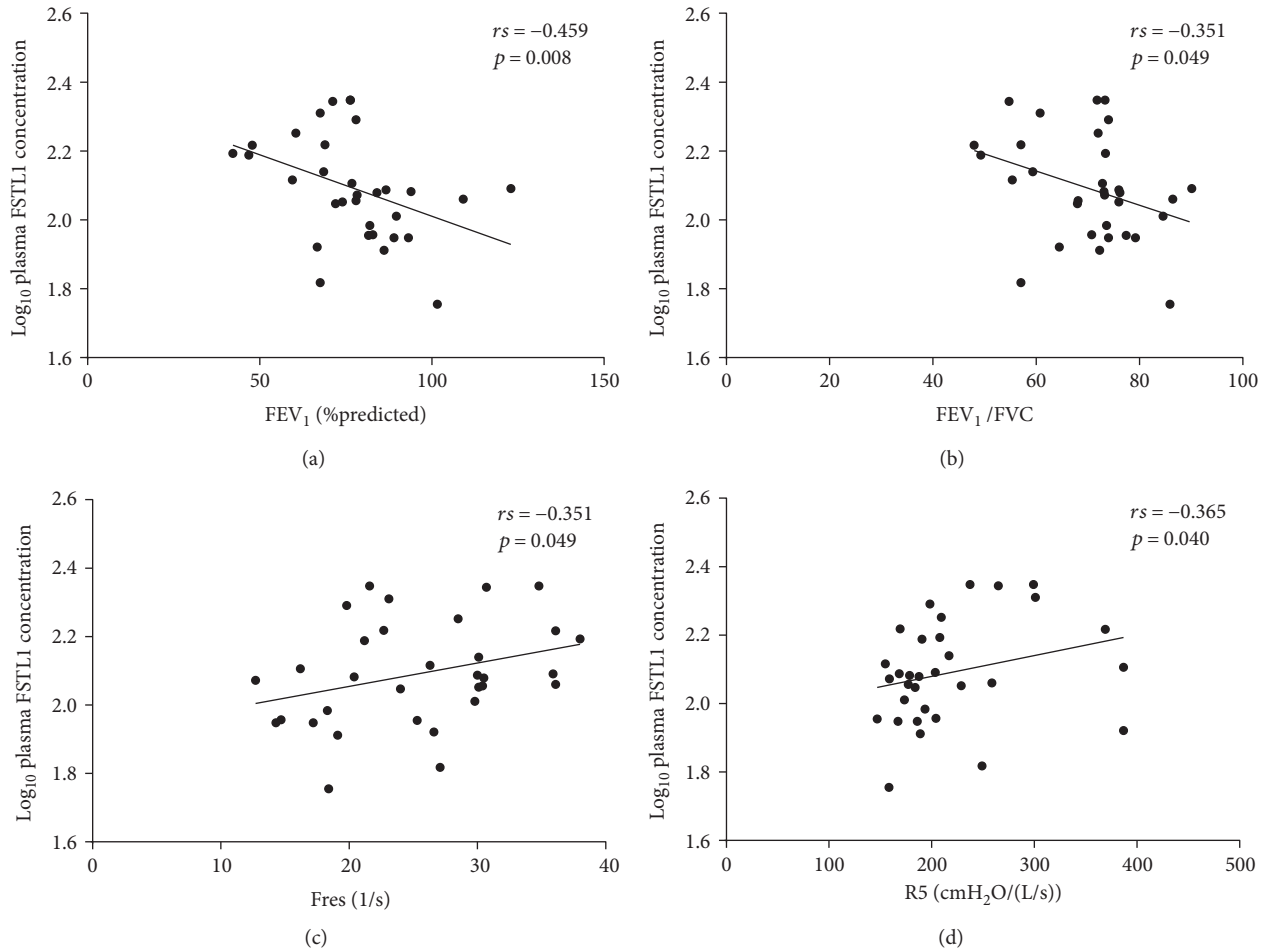 2.6
2.4
2.2
2.0
1.8
1.6
Log₁₀ plasma FSTL1 concentration
rs = −0.459
p = 0.008
0 50 100 150
FEV₁ (%predicted)
(a)
2.6
2.4
2.2
2.0
1.8
1.6
Log₁₀ plasma FSTL1 concentration
rs = −0.351
p = 0.049
0 20 40 60 80 100
FEV₁ /FVC
(b)
2.6
2.4
2.2
2.0
1.8
1.6
Log₁₀ plasma FSTL1 concentration
rs = −0.351
p = 0.049
0 10 20 30 40
Fres (1/s)
(c)
2.6
2.4
2.2
2.0
1.8
1.6
Log₁₀ plasma FSTL1 concentration
rs = −0.365
p = 0.040
0 100 200 300 400 500
R5 (cmH₂O/(L/s))
(d)